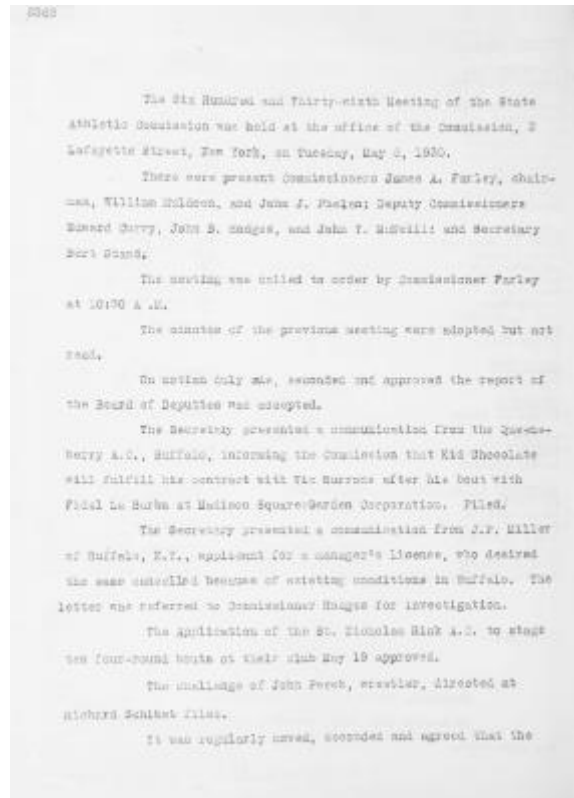 The Six Hundred and Thirty-sixth Meeting of the State
Athletic Commission was held at the office of the Commission, 2
Lafayette Street, New York, on Tuesday, May 6, 1930.
There were present Commissioners James A. Farley, chair-
man, William Muldoon, and John J. Phelan; Deputy Commissioners
Edward Curry, John B. Manges, and John T. McNeill; and Secretary
Bert Stand.
The meeting was called to order by Commissioner Farley
at 10:30 A .M.
The minutes of the previous meeting were adopted but not
read.
On motion duly seconded and approved the report of
the Board of Deputies was accepted.
The Secretary presented a communication from the Queens-
berry A.C., Buffalo, informing the Commission that Kid Chocolate
will fulfill his contract with Vic Burrone after his bout with
Fidel La Barba at Madison Square Garden Corporation. Filed.
The Secretary presented a communication from J.P. Miller
of Buffalo, N.Y., applicant for a manager's license, who desired
the same cancelled because of existing conditions in Buffalo. The
letter was referred to Commissioner Manges for investigation.
The Application of the St. Nicholas Rink A.C. to stage
ten four-round bouts at their club May 19 approved.
The challenge of John Pesek, wrestler, directed at
Richard Schikat filed.
It was regularly moved, seconded and agreed that the